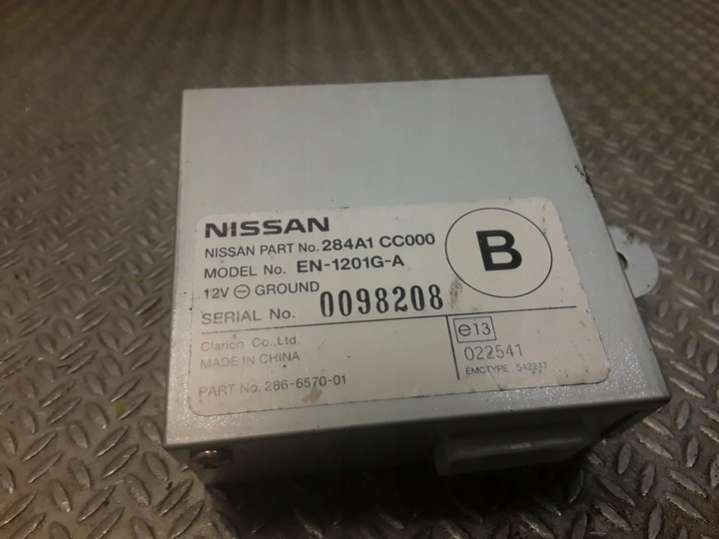 NISSAN
NISSAN PART No. 284A1 CC000
MODEL No. EN-1201G-A
12V ⊖ GROUND
SERIAL No. 0098208
B
Clarion Co., Ltd.
MADE IN CHINA
PART No. 286-6570-01
e13
022541
EMCTYPE